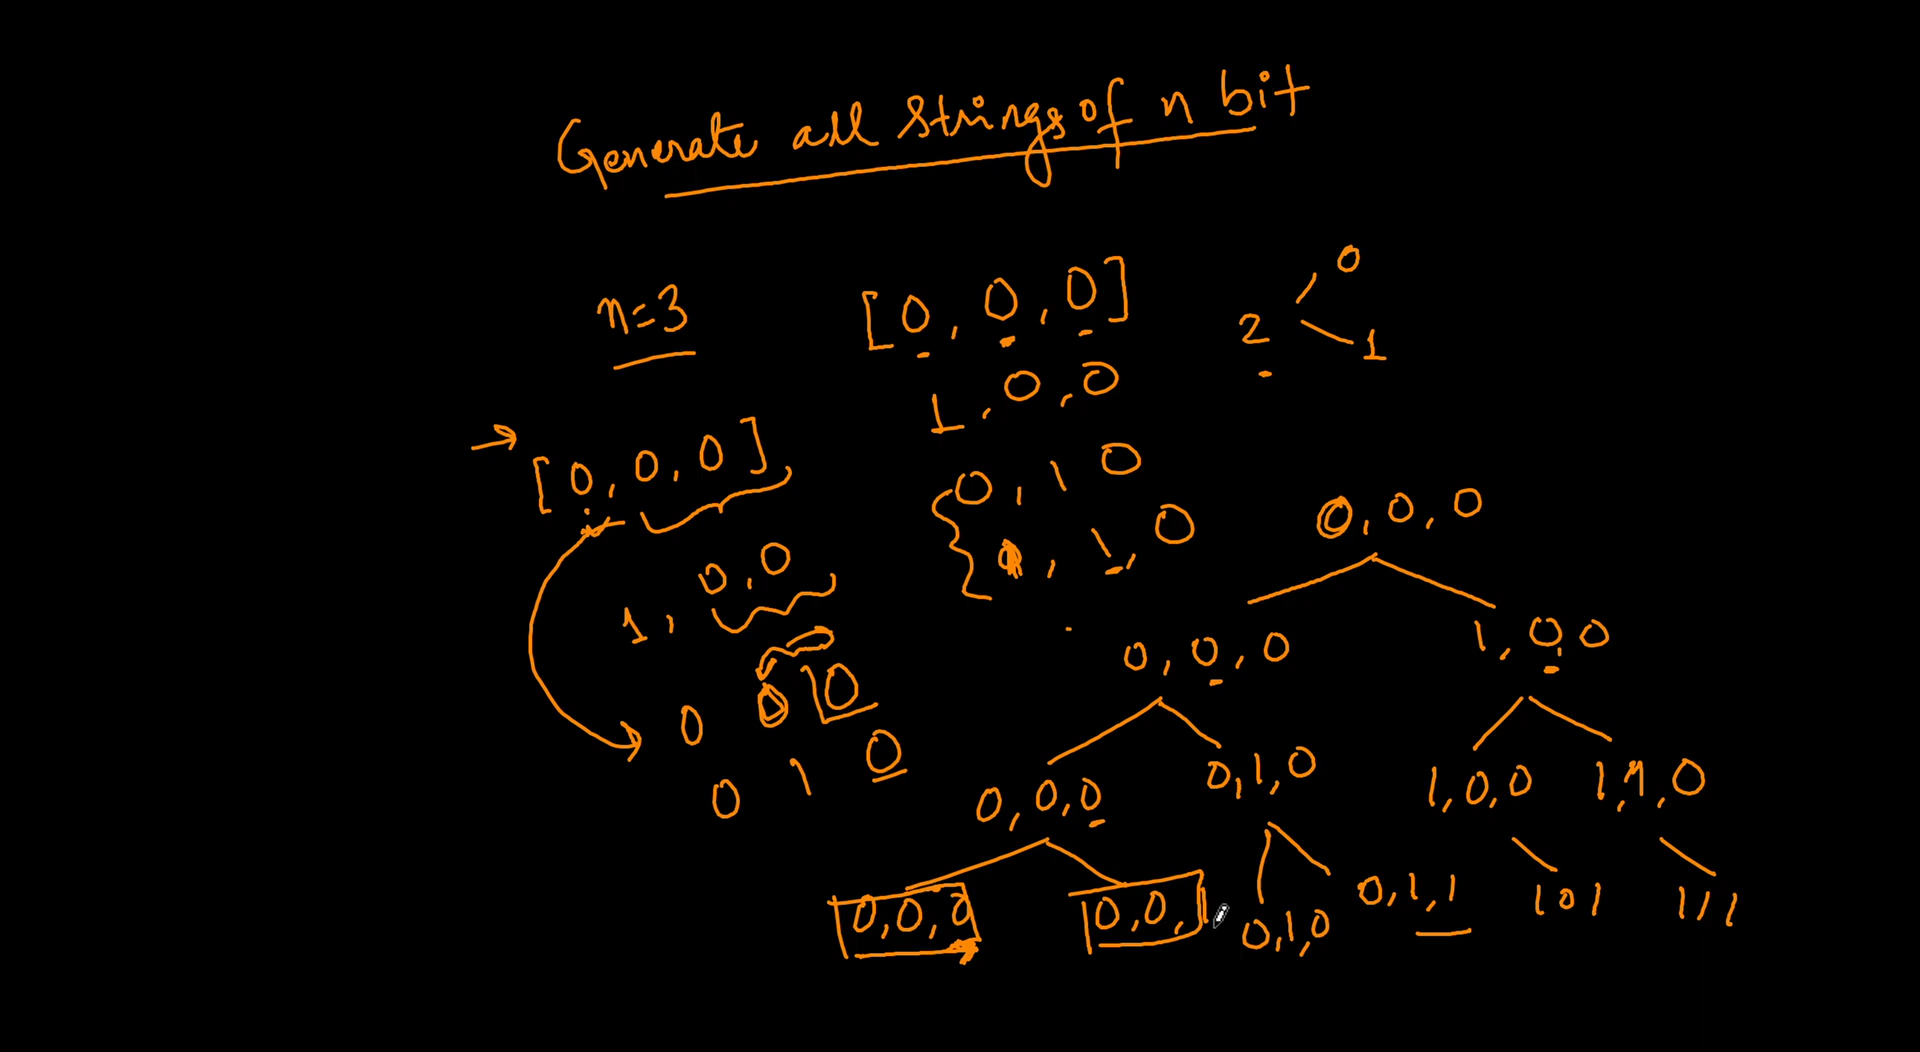 Generate all strings of n bit
n=3
[0, 0, 0]
2
0
1
1, 0, 0
[0, 0, 0]
0, 1 0
1, 0, 0
, 1, 0
0, 0, 0
0, 0, 0
1, 0 0
0 0 0
0 1 0
0, 0, 0
0, 1, 0
1, 0, 0
1, 1, 0
0, 0, 0
0, 0, 1
0, 1, 0
0, 1, 1
1 0 1
1 1 1